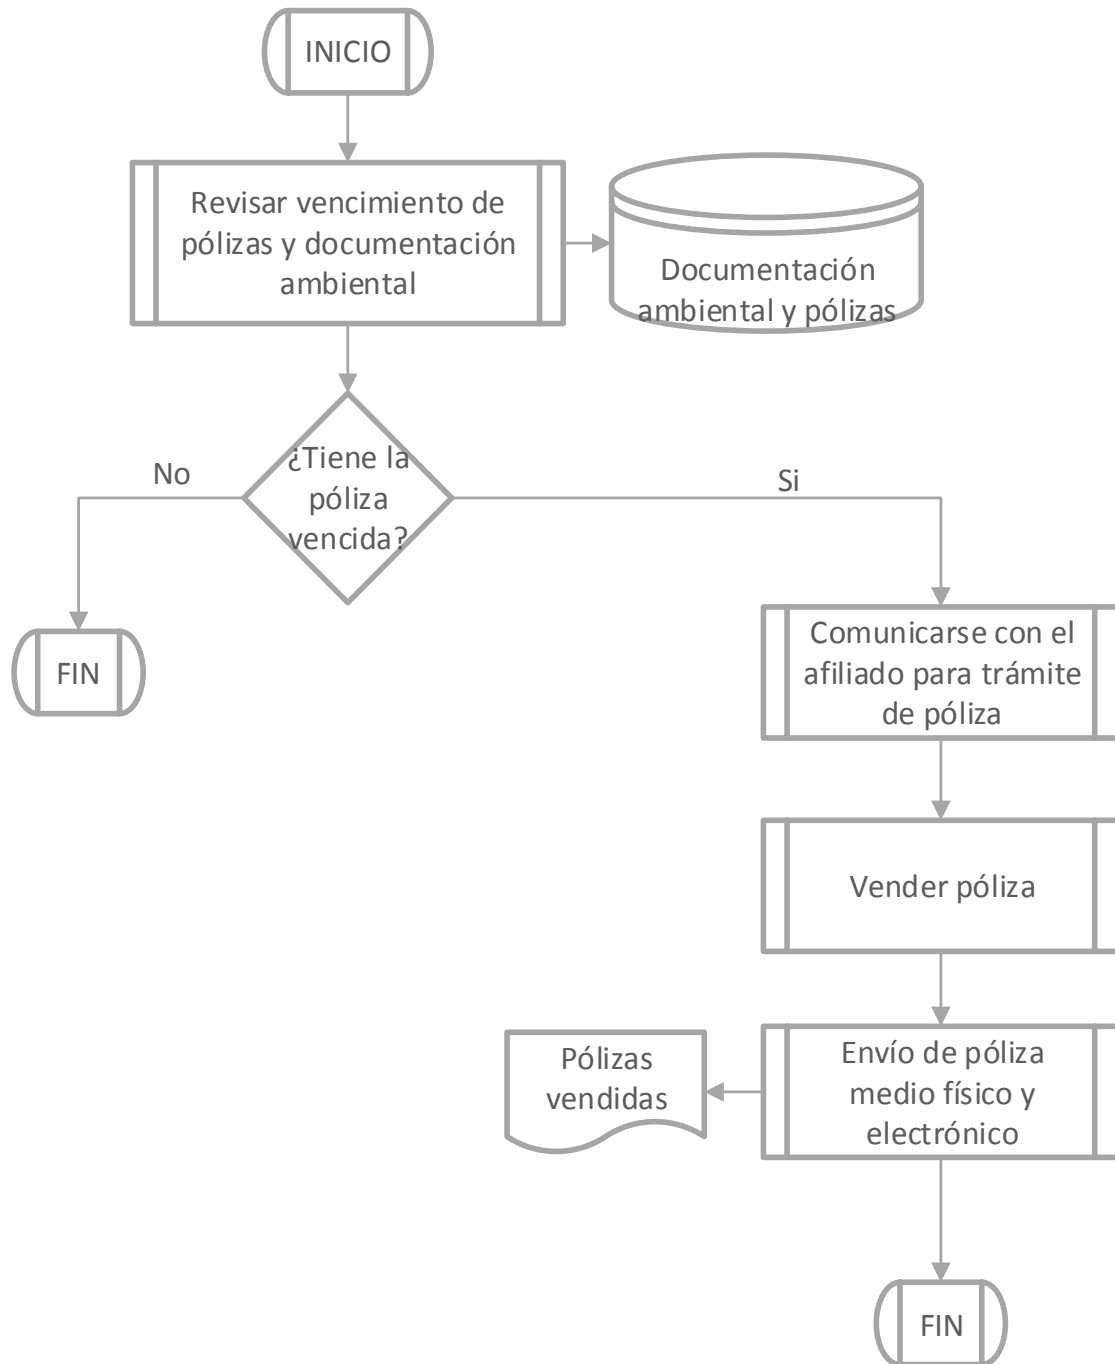 INICIO
Revisar vencimiento de
pólizas y documentación
ambiental
Documentación
ambiental y pólizas
¿Tiene la
póliza
vencida?
No
Si
FIN
Comunicarse con el
afiliado para trámite
de póliza
Vender póliza
Envío de póliza
medio físico y
electrónico
Pólizas
vendidas
FIN